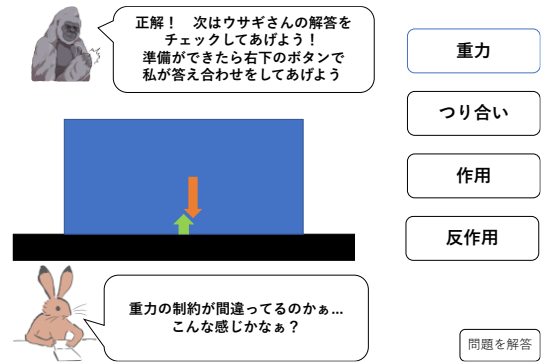 正解！　次はウサギさんの解答を
チェックしてあげよう！
準備ができたら右下のボタンで
私が答え合わせをしてあげよう
重力
つり合い
作用
反作用
重力の制約が間違ってるのかぁ…
こんな感じかなぁ？
問題を解答